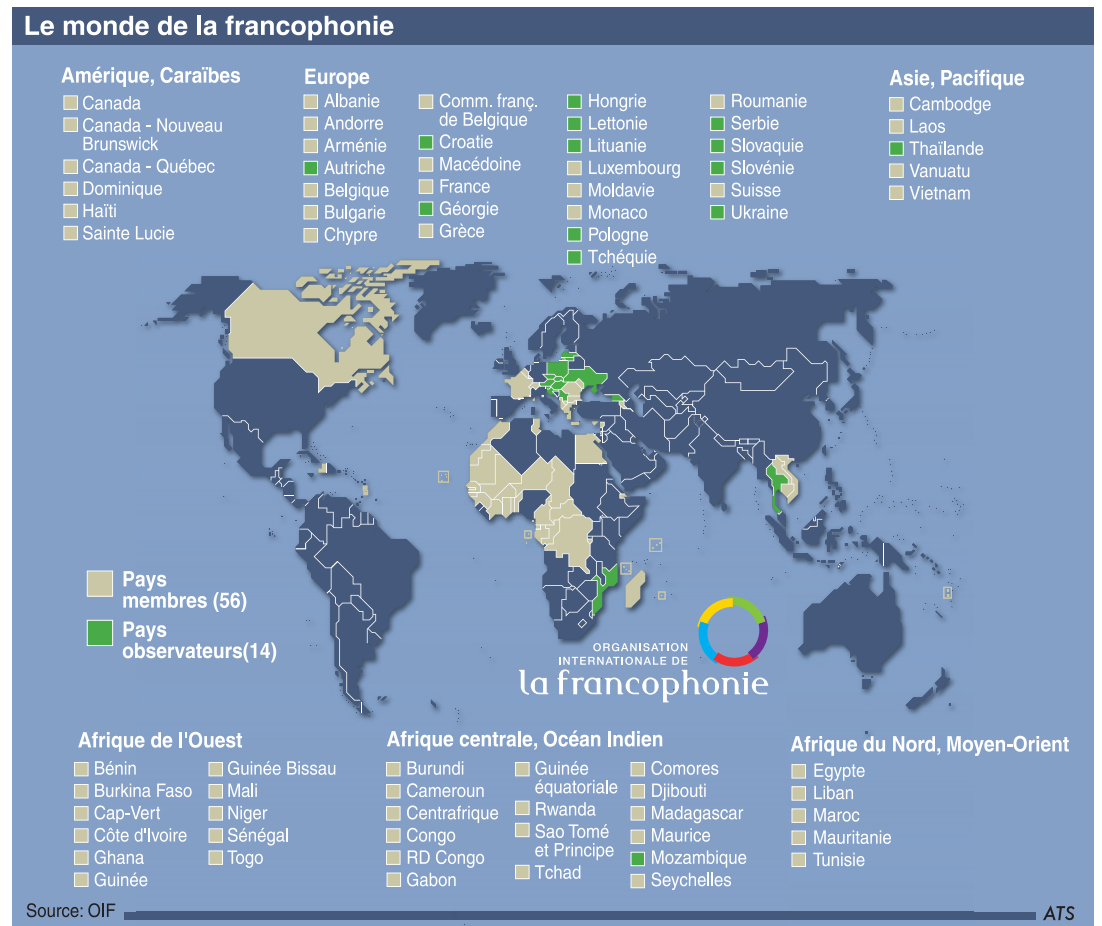 Le monde de la francophonie
Amérique, Caraïbes
Canada
Canada - Nouveau
Brunswick
Canada - Québec
Dominique
Haïti
Sainte Lucie
Europe
Albanie
Andorre
Arménie
Autriche
Belgique
Bulgarie
Chypre
Comm. franç.
de Belgique
Croatie
Macédoine
France
Géorgie
Grèce
Hongrie
Lettonie
Lituanie
Luxembourg
Moldavie
Monaco
Pologne
Tchéquie
Roumanie
Serbie
Slovaquie
Slovénie
Suisse
Ukraine
Asie, Pacifique
Cambodge
Laos
Thaïlande
Vanuatu
Vietnam
Pays
membres (56)
Pays
observateurs(14)
ORGANISATION
INTERNATIONALE DE
la francophonie
Afrique de l'Ouest
Bénin
Burkina Faso
Cap-Vert
Côte d'Ivoire
Ghana
Guinée
Guinée Bissau
Mali
Niger
Sénégal
Togo
Afrique centrale, Océan Indien
Burundi
Cameroun
Centrafrique
Congo
RD Congo
Gabon
Guinée
équatoriale
Rwanda
Sao Tomé
et Principe
Tchad
Comores
Djibouti
Madagascar
Maurice
Mozambique
Seychelles
Afrique du Nord, Moyen-Orient
Egypte
Liban
Maroc
Mauritanie
Tunisie
Source: OIF
ATS